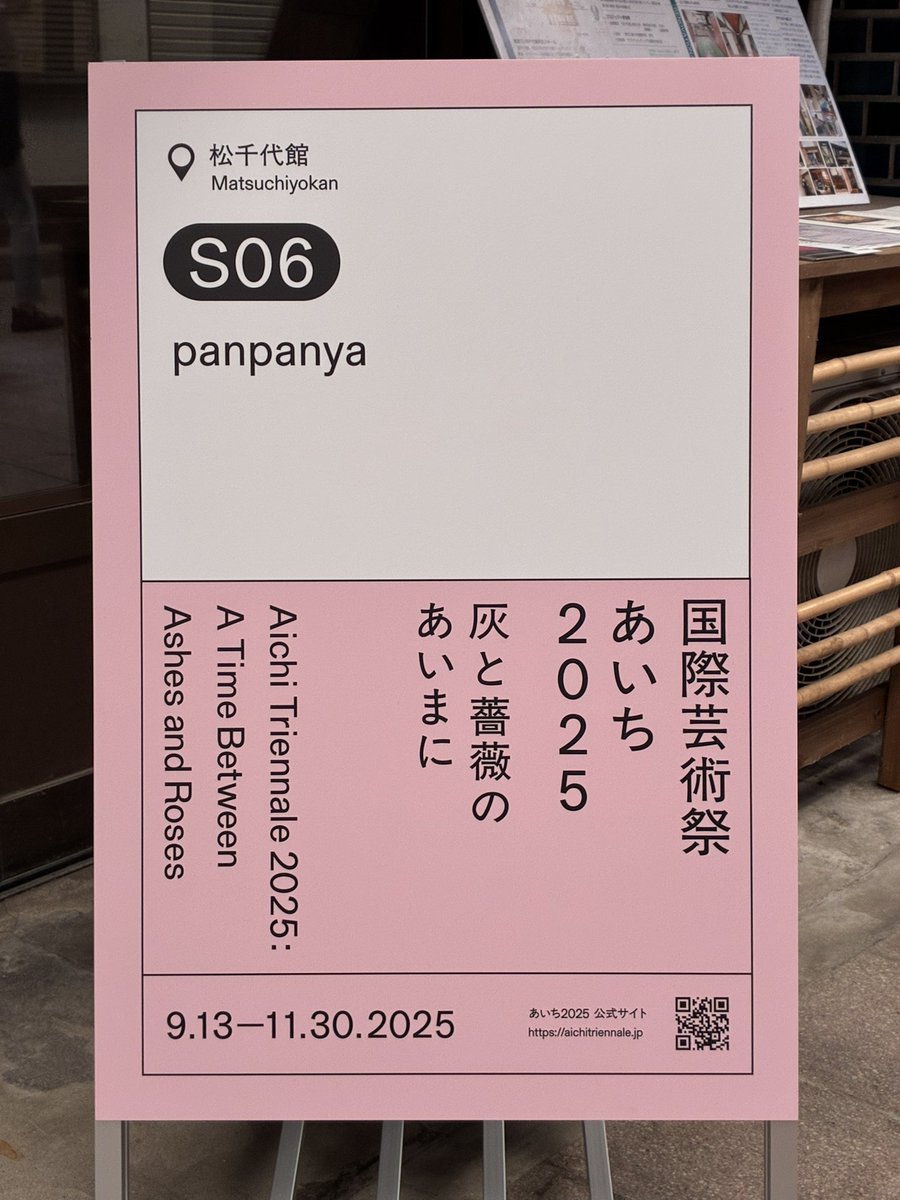 松千代館
Matsuchiyokan
S06
panpanya
国際芸術祭
あいち
2025
灰と薔薇の
あいまに
Aichi Triennale 2025:
A Time Between
Ashes and Roses
9.13—11.30.2025
あいち2025 公式サイト
https://aichitriennale.jp